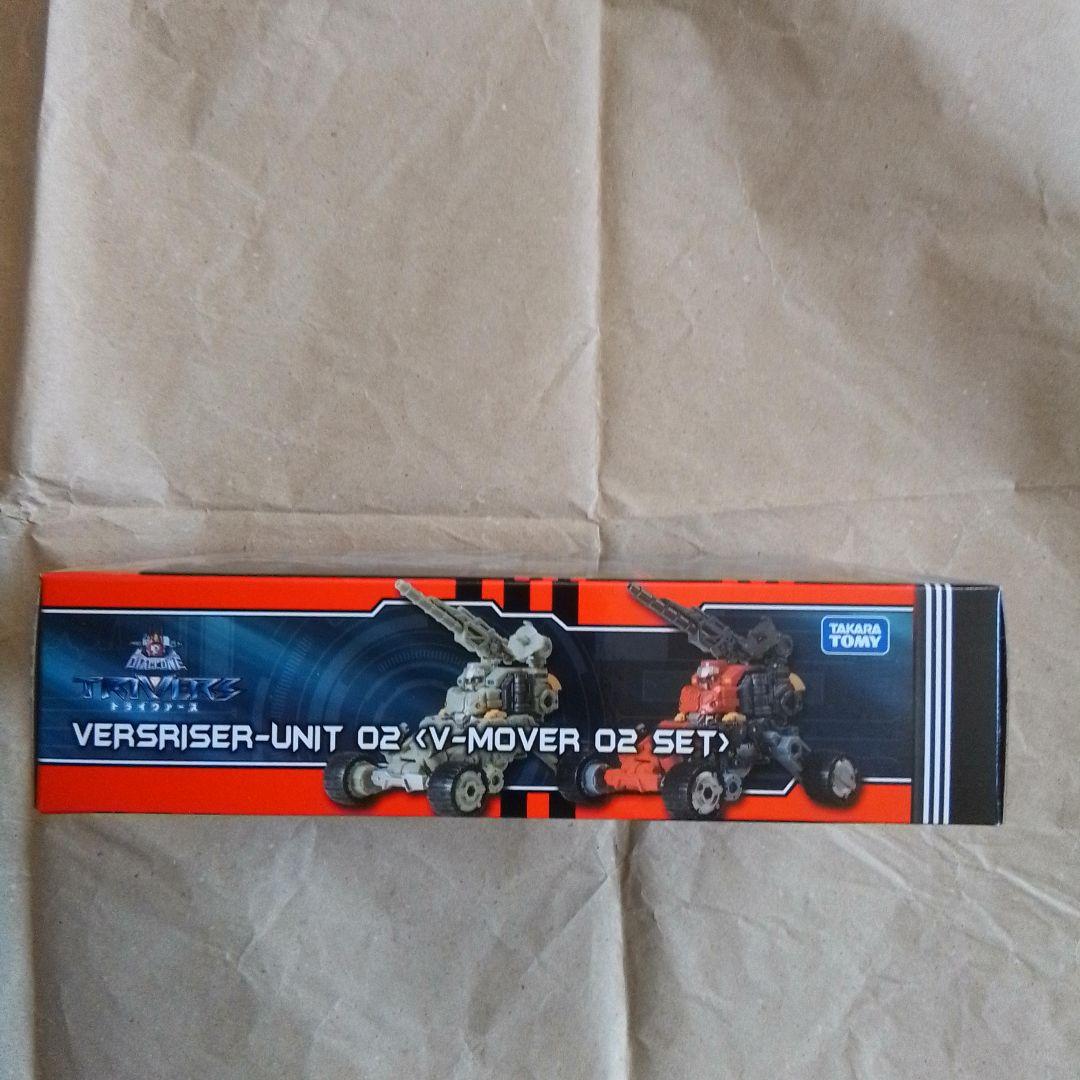 DIACLONE
TRIVERS
トライヴァース
VERSRISER-UNIT 02 <V-MOVER 02 SET>
TAKARA
TOMY